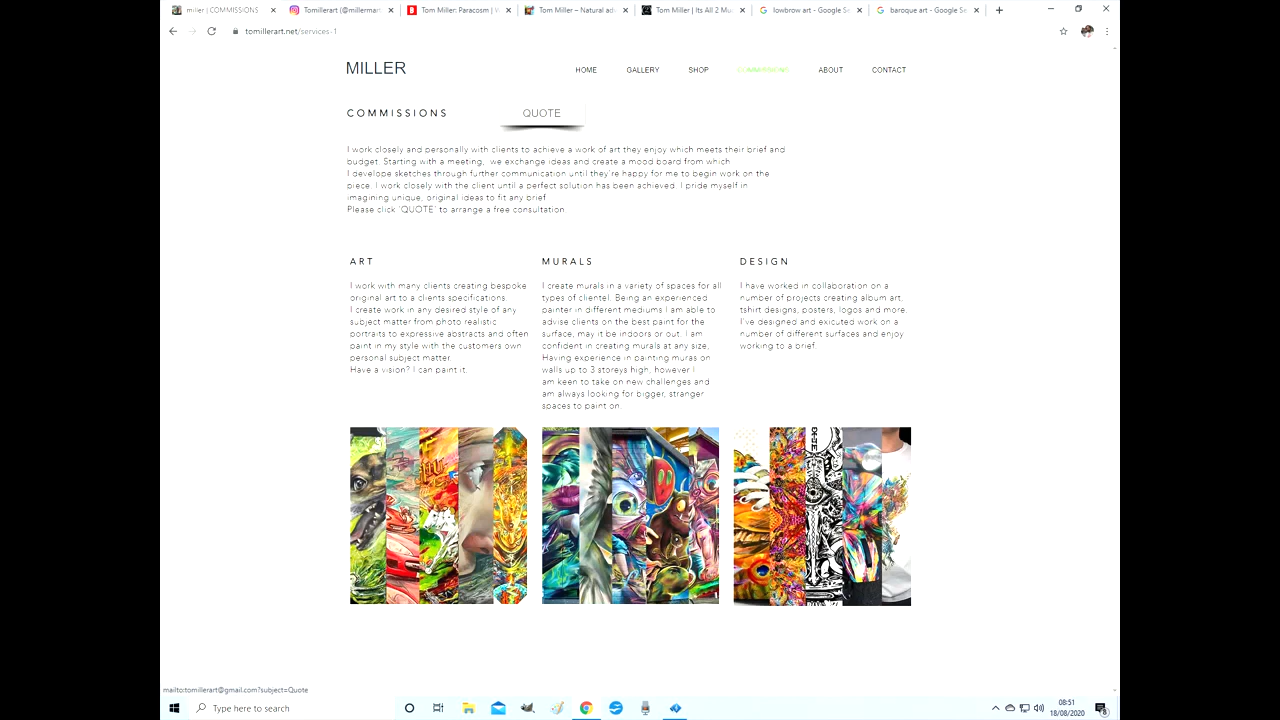 miller | COMMISSIONS
Tomillerart (@millermar
Tom Miller: Paracosm | V
Tom Miller – Natural adv
Tom Miller | Its All 2 Mu
lowbrow art - Google Se
baroque art - Google Se
tomillerart.net/services-1
MILLER
HOME GALLERY SHOP COMMISSIONS ABOUT CONTACT
COMMISSIONS
QUOTE
I work closely and personally with clients to achieve a work of art they enjoy which meets their brief and
budget. Starting with a meeting, we exchange ideas and create a mood board from which
I develope sketches through further communication until they're happy for me to begin work on the
piece. I work closely with the client until a perfect solution has been achieved. I pride myself in
imagining unique, original ideas to fit any brief.
Please click 'QUOTE' to arrange a free consultation.
ART
I work with many clients creating bespoke
original art to a clients specifications.
I create work in any desired style of any
subject matter from photo realistic
portraits to expressive abstracts and often
paint in my style with the customers own
personal subject matter.
Have a vision? I can paint it.
MURALS
I create murals in a variety of spaces for all
types of clientel. Being an experienced
painter in different mediums I am able to
advise clients on the best paint for the
surface, may it be indoors or out. I am
confident in creating murals at any size,
Having experience in painting muras on
walls up to 3 storeys high, however I
am keen to take on new challenges and
am always looking for bigger, stranger
spaces to paint on.
DESIGN
I have worked in collaboration on a
number of projects creating album art,
tshirt designs, posters, logos and more.
I've designed and exicuted work on a
number of different surfaces and enjoy
working to a brief.
mailto:tomillerart@gmail.com?subject=Quote
Type here to search
08:51
18/08/2020